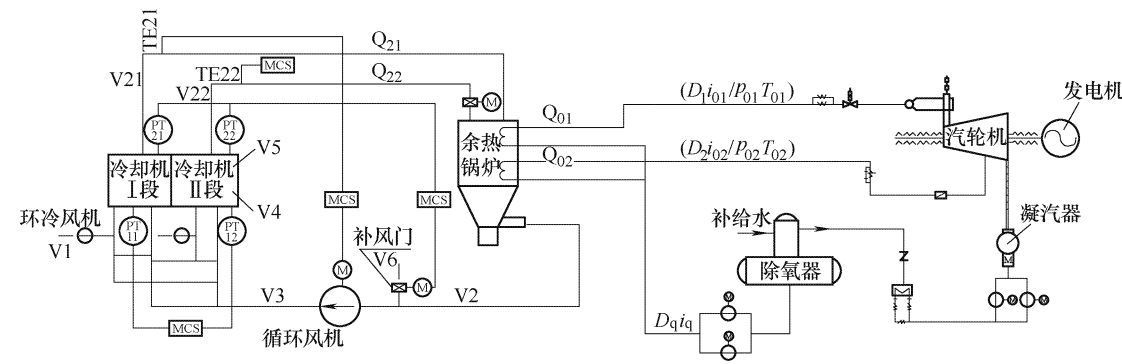 TE21
Q21
MCS
TE22
Q22
V21
V22
M
(D1i01/p01T01)
发电机
PT
21
PT
22
Q01
余热
锅炉
汽轮机
冷却机
Ⅰ段
冷却机
Ⅱ段
V5
Q02
(D2i02/p02T02)
V4
MCS
MCS
环冷风机
V1
PT
11
PT
12
补风门
V6
补给水
凝汽器
M
M
M
除氧器
V3
V2
M
M
M
MCS
循环风机
Dqiq
M